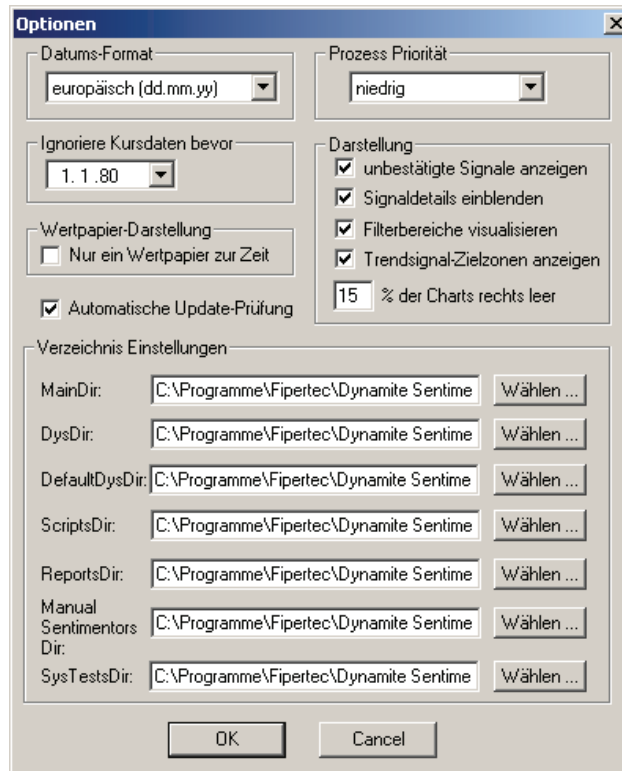 Optionen
Datums-Format
europäisch (dd.mm.yy)
Prozess Priorität
niedrig
Ignoriere Kursdaten bevor
1. 1 .80
Darstellung
unbestätigte Signale anzeigen
Signaldetails einblenden
Filterbereiche visualisieren
Trendsignal-Zielzonen anzeigen
15 % der Charts rechts leer
Wertpapier-Darstellung
Nur ein Wertpapier zur Zeit
Automatische Update-Prüfung
Verzeichnis Einstellungen
MainDir: C:\Programme\Fipertec\Dynamite Sentime Wählen ...
DysDir: C:\Programme\Fipertec\Dynamite Sentime Wählen ...
DefaultDysDir: C:\Programme\Fipertec\Dynamite Sentime Wählen ...
ScriptsDir: C:\Programme\Fipertec\Dynamite Sentime Wählen ...
ReportsDir: C:\Programme\Fipertec\Dynamite Sentime Wählen ...
Manual
Sentimentors C:\Programme\Fipertec\Dynamite Sentime Wählen ...
Dir:
SysTestsDir: C:\Programme\Fipertec\Dynamite Sentime Wählen ...
OK Cancel